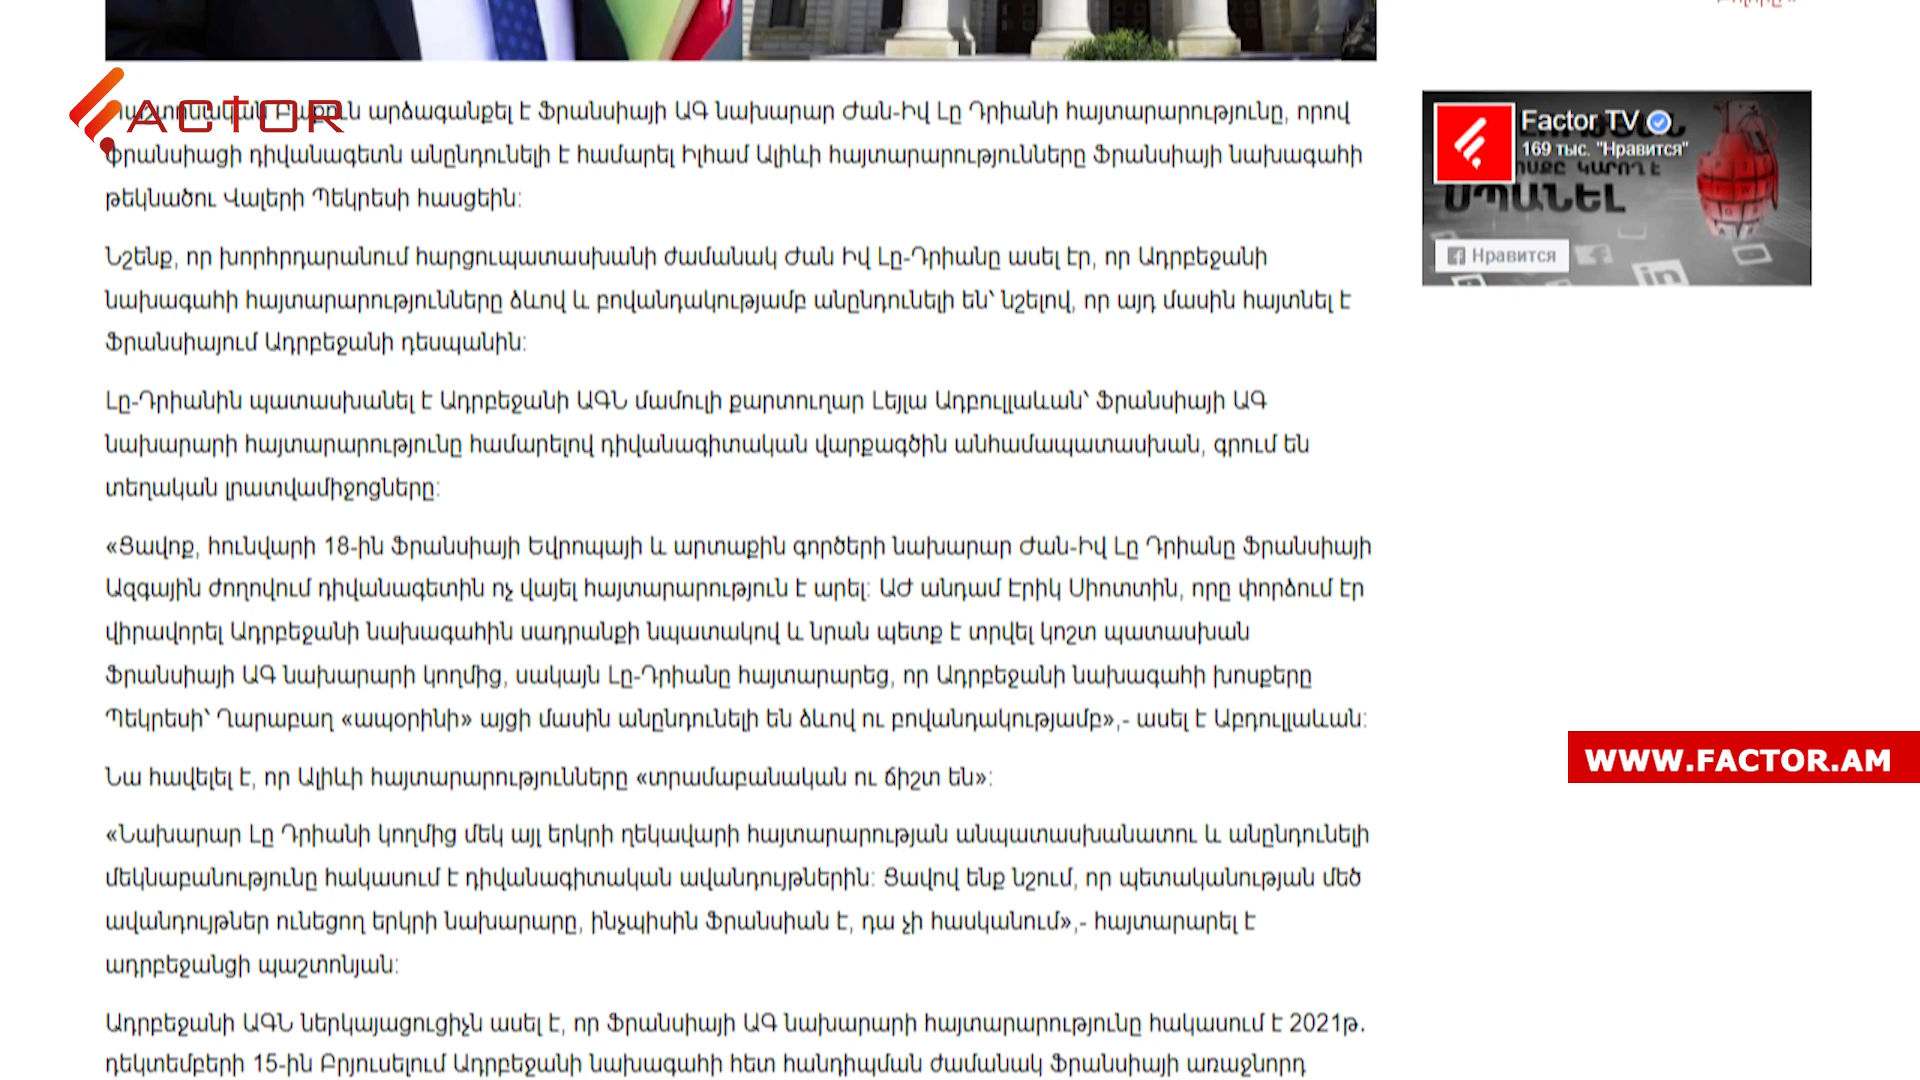 ACTOR
արձագանքել է Ֆրանսիայի ԱԳ նախարար Ժան-Իվ Լը Դրիանի հայտարարությունը, որով
ֆրանսիացի դիվանագետն անընդունելի է համարել Իլհամ Ալիևի հայտարարությունները Ֆրանսիայի նախագահի
թեկնածու Վալերի Պեկրեսի հասցեին:
Նշենք, որ խորհրդարանում հարցուպատասխանի ժամանակ Ժան Իվ Լը-Դրիանը ասել էր, որ Ադրբեջանի
նախագահի հայտարարությունները ձևով և բովանդակությամբ անընդունելի են՝ նշելով, որ այդ մասին հայտնել է
Ֆրանսիայում Ադրբեջանի դեսպանին:
Լը-Դրիանին պատասխանել է Ադրբեջանի ԱԳՆ մամուլի քարտուղար Լեյլա Ադբուլլաևան՝ Ֆրանսիայի ԱԳ
նախարարի հայտարարությունը համարելով դիվանագիտական վարքագծին անհամապատասխան, գրում են
տեղական լրատվամիջոցները:
«Ցավոք, հունվարի 18-ին Ֆրանսիայի Եվրոպայի և արտաքին գործերի նախարար Ժան-Իվ Լը Դրիանը Ֆրանսիայի
Ազգային ժողովում դիվանագետին ոչ վայել հայտարարություն է արել: ԱԺ անդամ Էրիկ Սիոտտին, որը փորձում էր
վիրավորել Ադրբեջանի նախագահին սադրանքի նպատակով և նրան պետք է տրվել կոշտ պատասխան
Ֆրանսիայի ԱԳ նախարարի կողմից, սակայն Լը-Դրիանը հայտարարեց, որ Ադրբեջանի նախագահի խոսքերը
Պեկրեսի՝ Ղարաբաղ «ապօրինի» այցի մասին անընդունելի են ձևով ու բովանդակությամբ»,- ասել է Աբդուլլաևան:
Նա հավելել է, որ Ալիևի հայտարարությունները «տրամաբանական ու ճիշտ են»:
«Նախարար Լը Դրիանի կողմից մեկ այլ երկրի ղեկավարի հայտարարության անպատասխանատու և անընդունելի
մեկնաբանությունը հակասում է դիվանագիտական ավանդույթներին: Ցավով ենք նշում, որ պետականության մեծ
ավանդույթներ ունեցող երկրի նախարարը, ինչպիսին Ֆրանսիան է, դա չի հասկանում»,- հայտարարել է
ադրբեջանցի պաշտոնյան:
Ադրբեջանի ԱԳՆ ներկայացուցիչն ասել է, որ Ֆրանսիայի ԱԳ նախարարի հայտարարությունը հակասում է 2021թ.
դեկտեմբերի 15-ին Բրյուսելում Ադրբեջանի նախագահի հետ հանդիպման ժամանակ Ֆրանսիայի առաջնորդ
Factor TV
169 тыс. "Нравится"
ԿԱՐՈՂ Է
ՍՊԱՆԵԼ
Нравится
WWW.FACTOR.AM